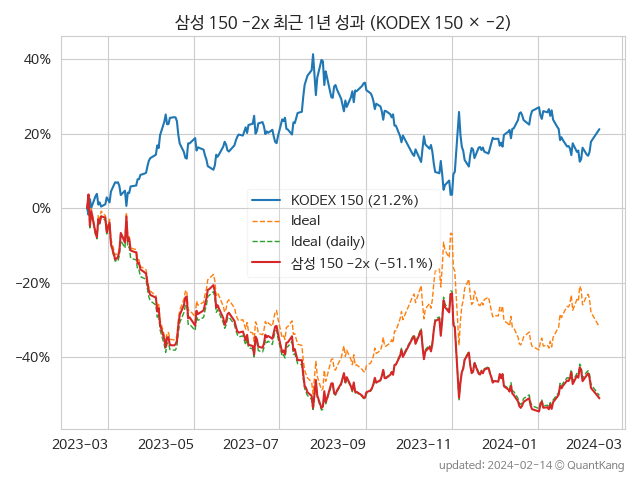 삼성 150 −2x 최근 1년 성과 (KODEX 150 × −2)
40%
20%
0%
−20%
−40%
KODEX 150 (21.2%)
Ideal
Ideal (daily)
삼성 150 −2x (−51.1%)
2023-03 2023-05 2023-07 2023-09 2023-11 2024-01 2024-03
updated: 2024-02-14 © QuantKang